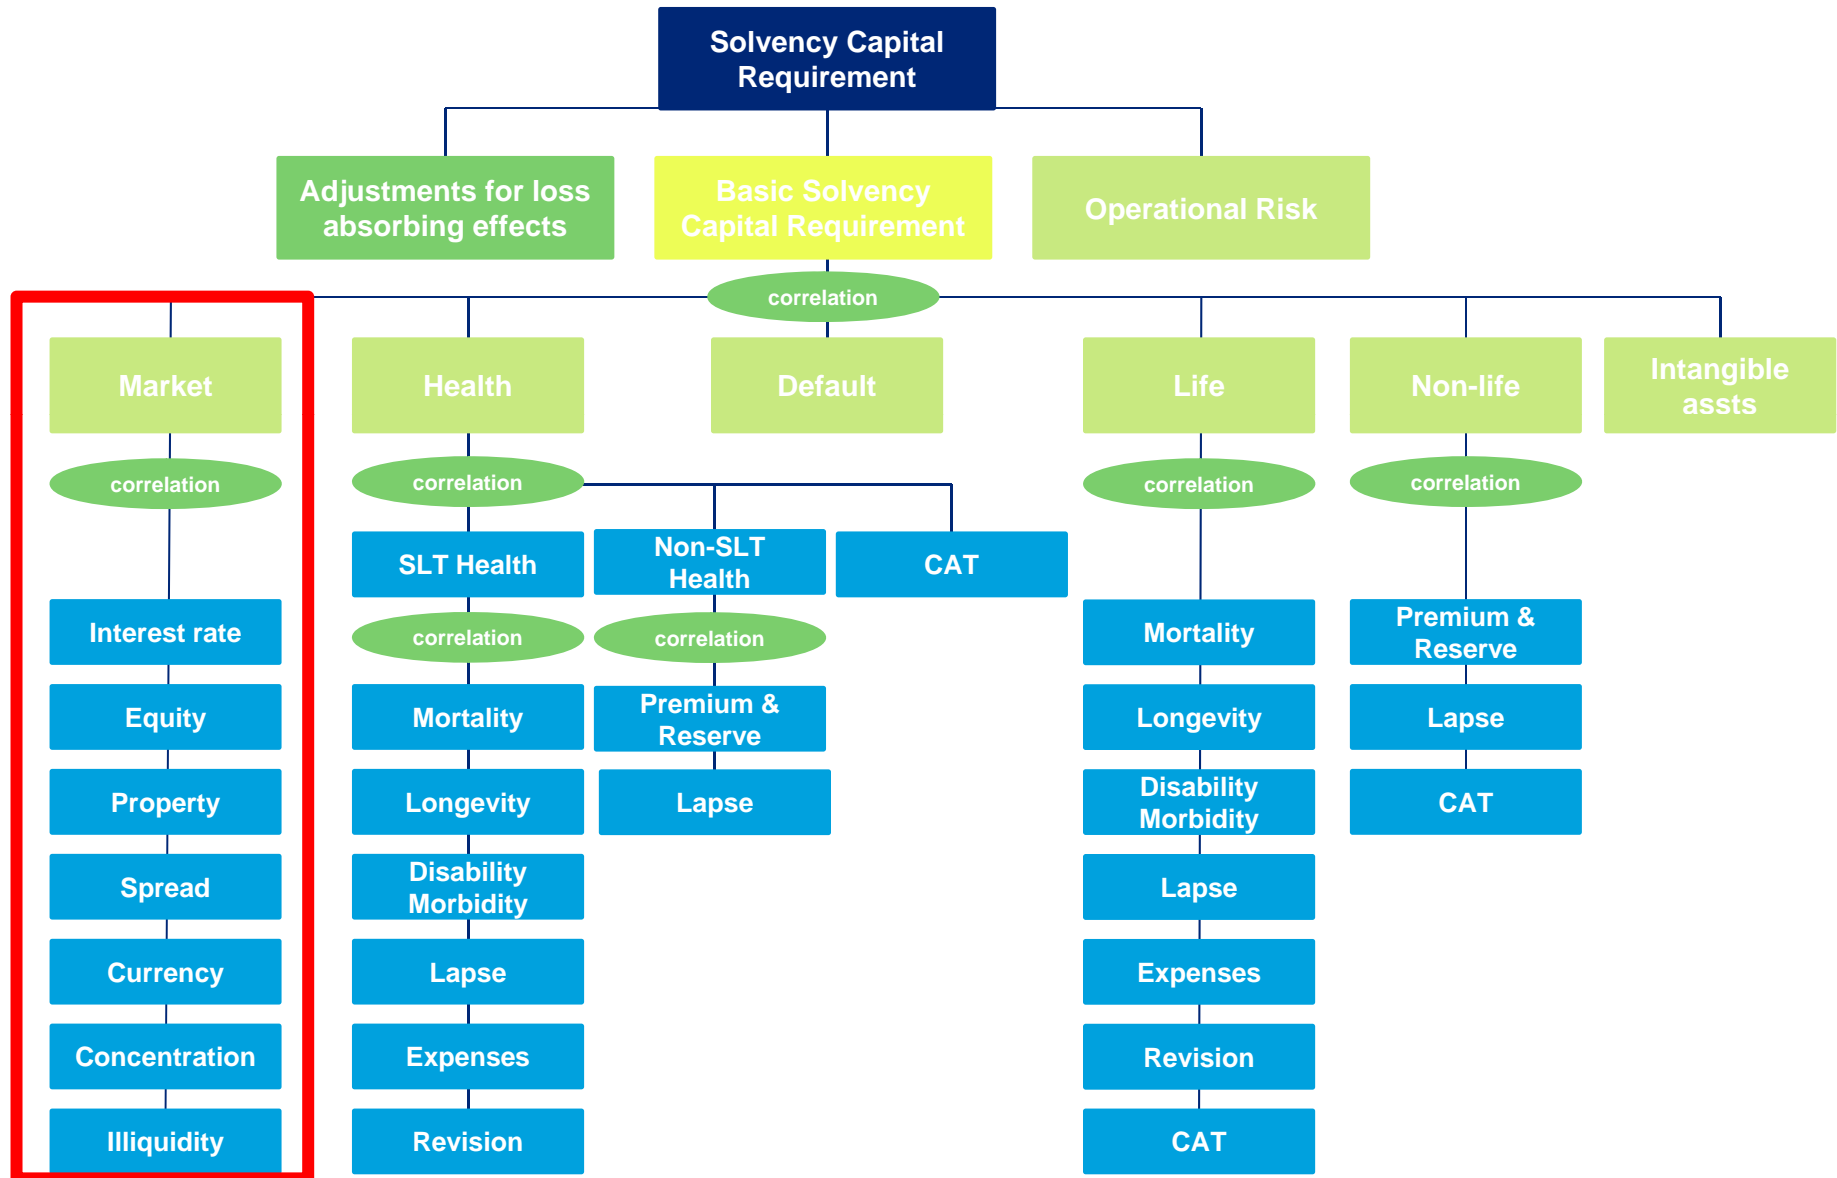 Solvency Capital
Requirement
Adjustments for loss
absorbing effects
Basic Solvency
Capital Requirement
Operational Risk
correlation
Market
Health
Default
Life
Non-life
Intangible
assts
correlation
correlation
correlation
correlation
SLT Health
Non-SLT
Health
CAT
Interest rate
correlation
correlation
Mortality
Premium &
Reserve
Equity
Mortality
Premium &
Reserve
Longevity
Lapse
Property
Longevity
Lapse
Disability
Morbidity
CAT
Spread
Disability
Morbidity
Lapse
Currency
Lapse
Expenses
Concentration
Expenses
Revision
Illiquidity
Revision
CAT